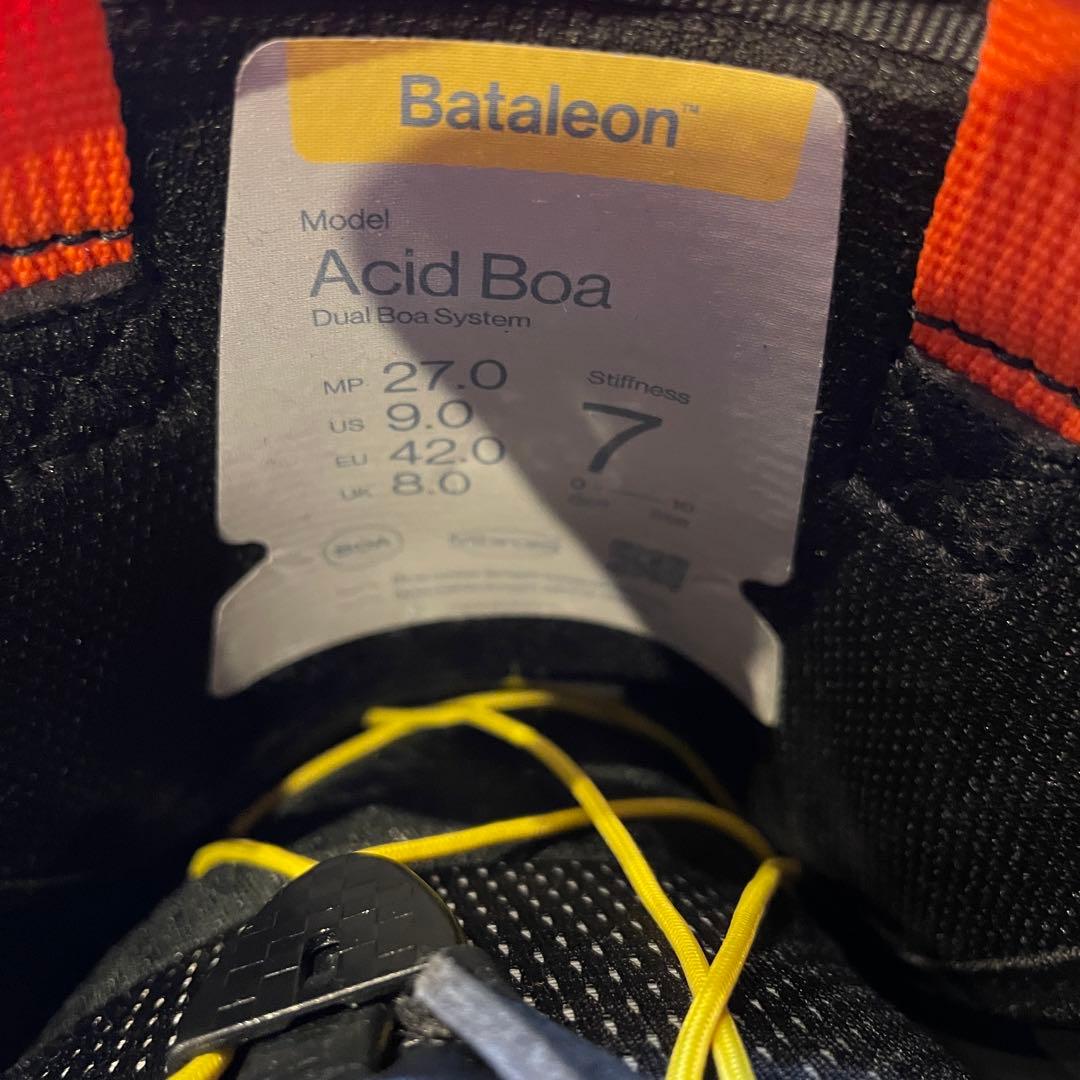 Bataleon™
Model
Acid Boa
Dual Boa System
MP 27.0
US 9.0
EU 42.0
UK 8.0
Stiffness
7
0 10
BOA